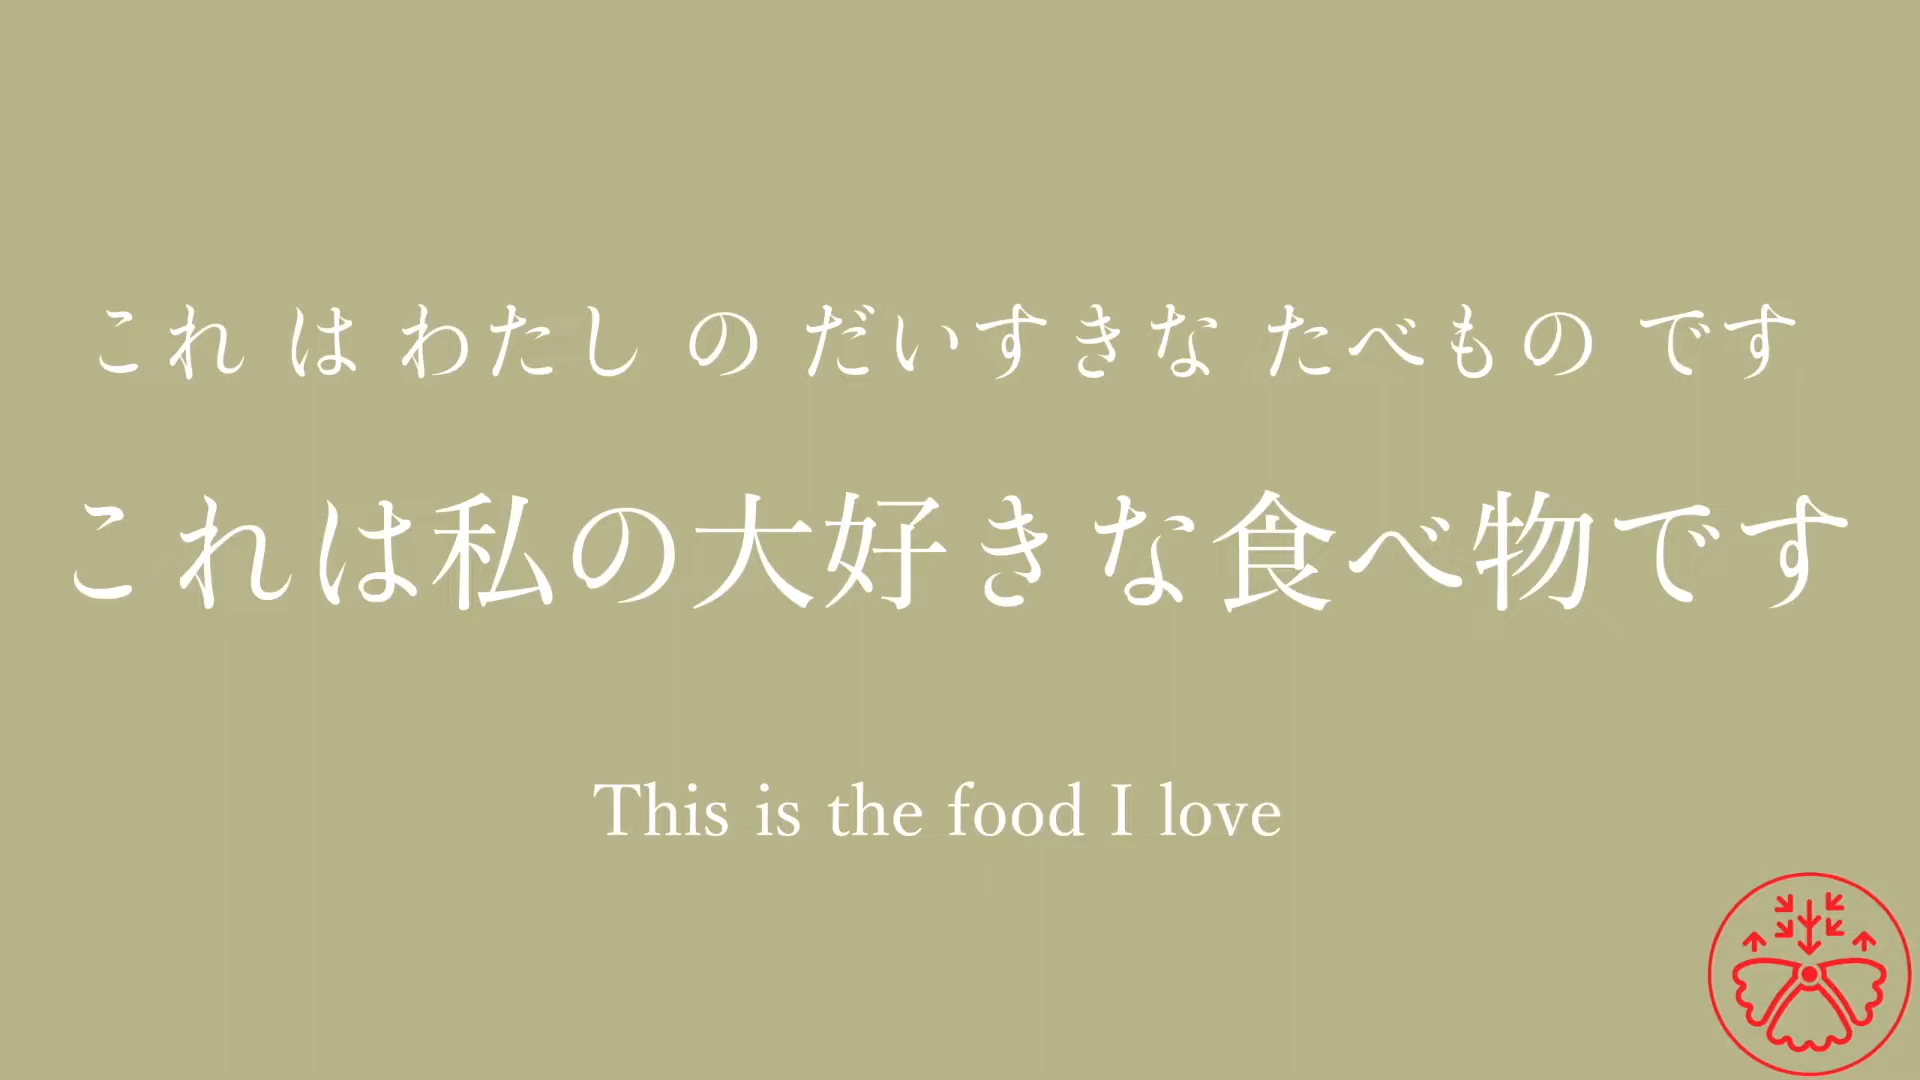 これ は わたし の だいすきな たべもの です
これは私の大好きな食べ物です
This is the food I love